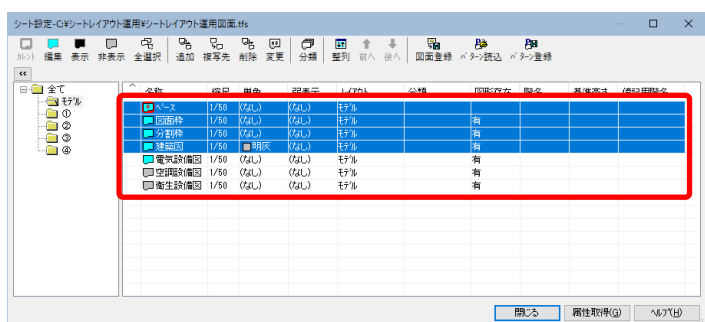 シート設定-C:¥シートレイアウト運用¥シートレイアウト運用図面.tfs
ｶﾚﾝﾄ 編集 表示 非表示 全選択 追加 複写先 削除 変更 分類 整列 前へ 後へ 図面登録 ﾊﾟﾀｰﾝ読込 ﾊﾟﾀｰﾝ登録
<<
全て
ﾓﾃﾞﾙ
①
②
③
④
名称 縮尺 単色 弱表示 ﾚｲｱｳﾄ 分類 図形存在 階名 基準高さ
ﾍﾞｰｽ 1/50 (なし) (なし) ﾓﾃﾞﾙ
図面枠 1/50 (なし) (なし) ﾓﾃﾞﾙ 有
分割枠 1/50 (なし) (なし) ﾓﾃﾞﾙ 有
建築図 1/50 明灰 (なし) ﾓﾃﾞﾙ 有
電気設備図 1/50 (なし) (なし) ﾓﾃﾞﾙ 有
空調設備図 1/50 (なし) (なし) ﾓﾃﾞﾙ 有
衛生設備図 1/50 (なし) (なし) ﾓﾃﾞﾙ 有
閉じる 属性取得(G) ﾍﾙﾌﾟ(H)